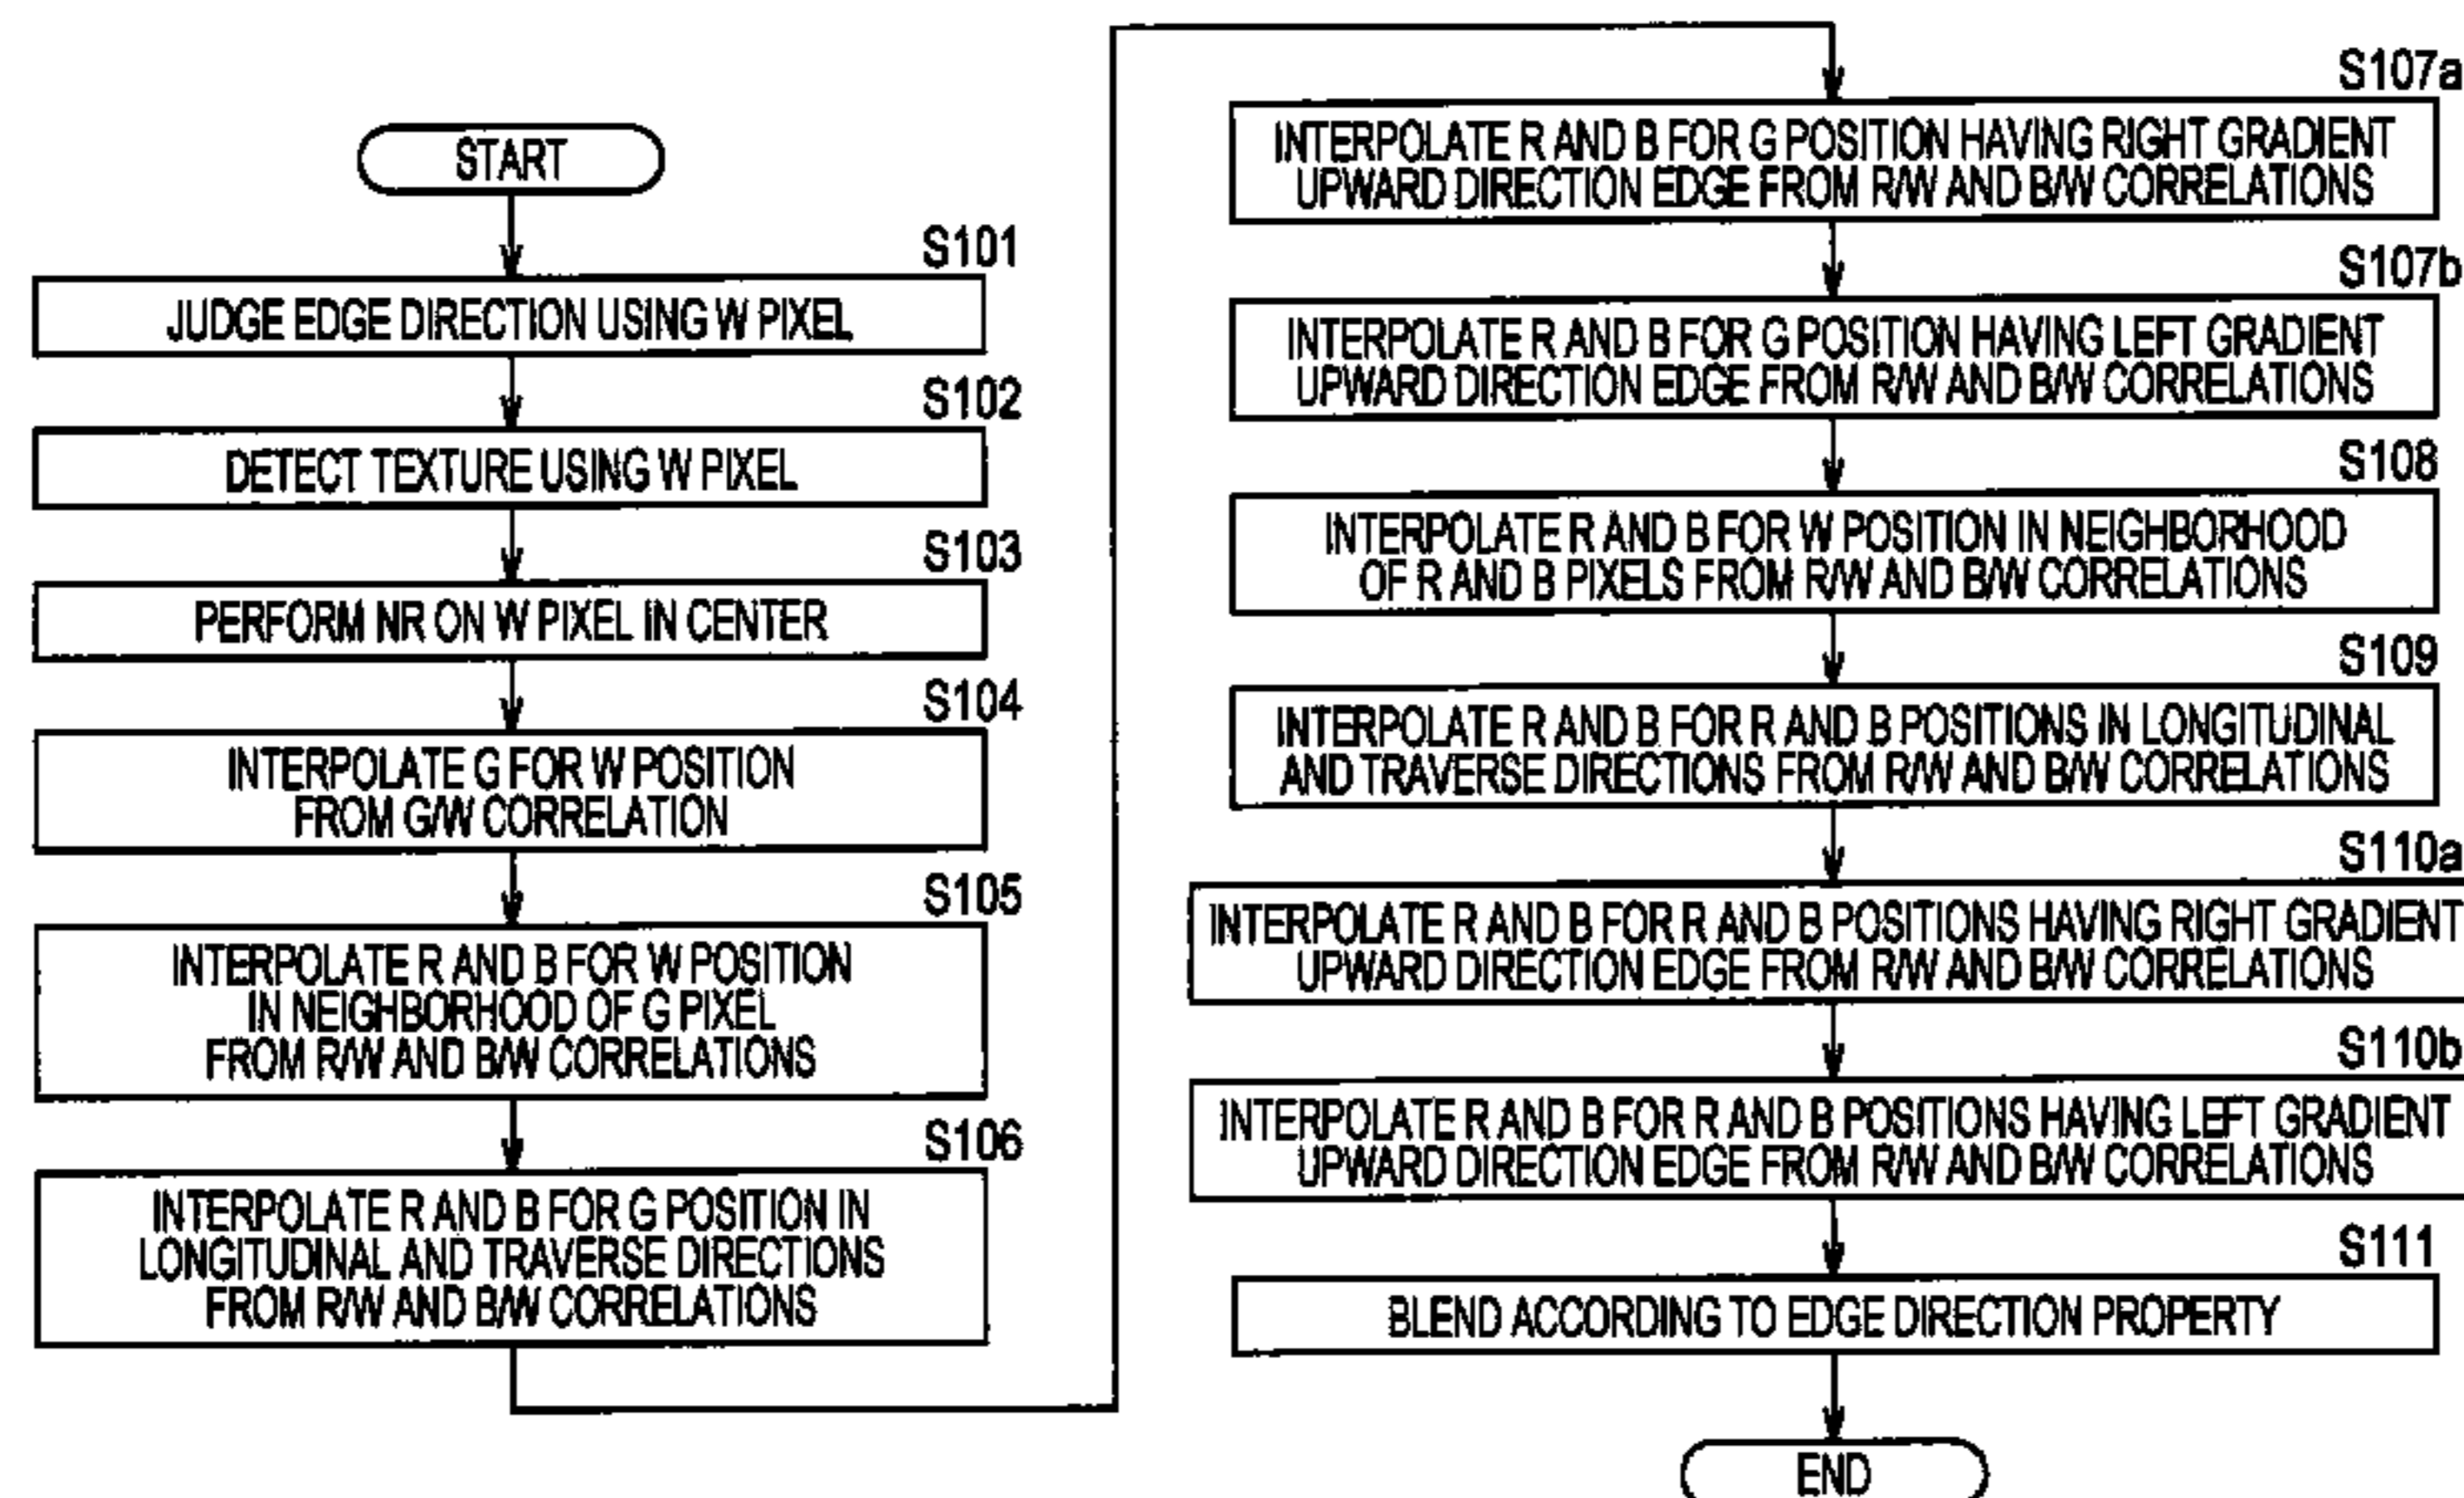 START
S101
JUDGE EDGE DIRECTION USING W PIXEL
S102
DETECT TEXTURE USING W PIXEL
S103
PERFORM NR ON W PIXEL IN CENTER
S104
INTERPOLATE G FOR W POSITION
FROM G/W CORRELATION
S105
INTERPOLATE R AND B FOR W POSITION
IN NEIGHBORHOOD OF G PIXEL
FROM R/W AND B/W CORRELATIONS
S106
INTERPOLATE R AND B FOR G POSITION IN
LONGITUDINAL AND TRAVERSE DIRECTIONS
FROM R/W AND B/W CORRELATIONS
S107a
INTERPOLATE R AND B FOR G POSITION HAVING RIGHT GRADIENT
UPWARD DIRECTION EDGE FROM R/W AND B/W CORRELATIONS
S107b
INTERPOLATE R AND B FOR G POSITION HAVING LEFT GRADIENT
UPWARD DIRECTION EDGE FROM R/W AND B/W CORRELATIONS
S108
INTERPOLATE R AND B FOR W POSITION IN NEIGHBORHOOD
OF R AND B PIXELS FROM R/W AND B/W CORRELATIONS
S109
INTERPOLATE R AND B FOR R AND B POSITIONS IN LONGITUDINAL
AND TRAVERSE DIRECTIONS FROM R/W AND B/W CORRELATIONS
S110a
INTERPOLATE R AND B FOR R AND B POSITIONS HAVING RIGHT GRADIENT
UPWARD DIRECTION EDGE FROM R/W AND B/W CORRELATIONS
S110b
INTERPOLATE R AND B FOR R AND B POSITIONS HAVING LEFT GRADIENT
UPWARD DIRECTION EDGE FROM R/W AND B/W CORRELATIONS
S111
BLEND ACCORDING TO EDGE DIRECTION PROPERTY
END